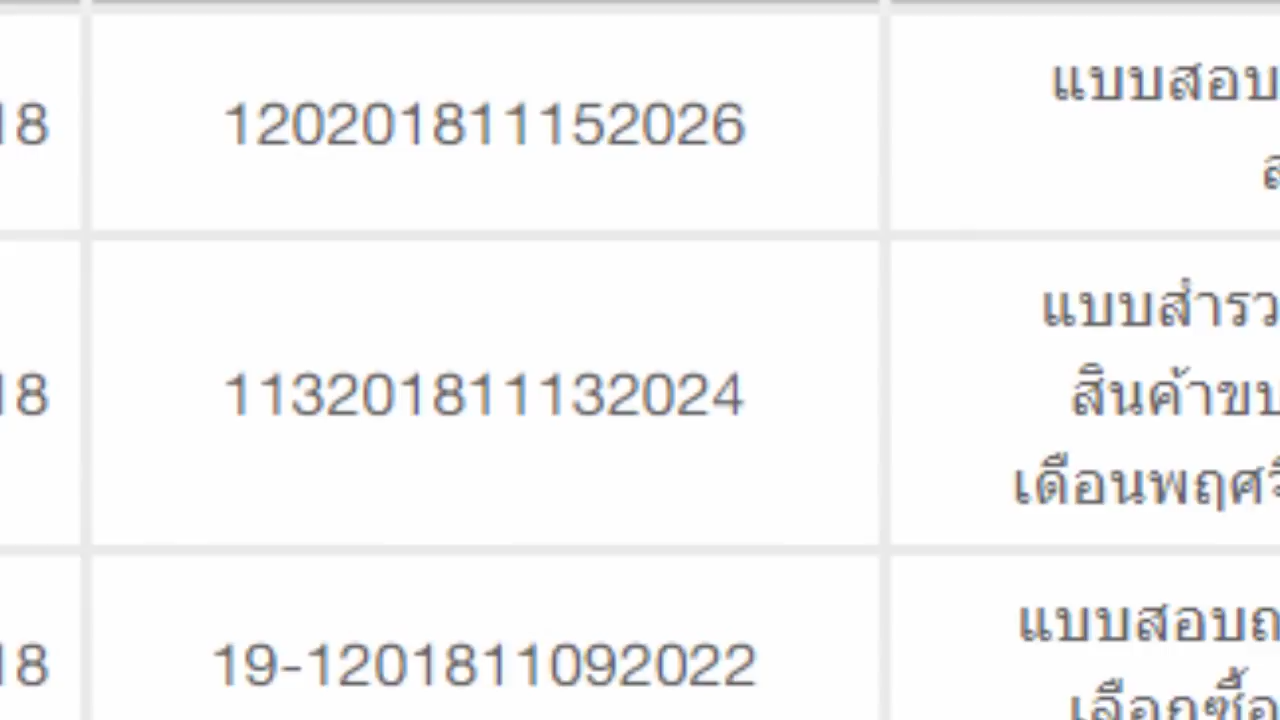 18
120201811152026
แบบสอบ
18
113201811132024
แบบสำรว
สินค้าขบ
เดือนพฤศจิ
18
19-1201811092022
แบบสอบถ
เลือกซื้อ